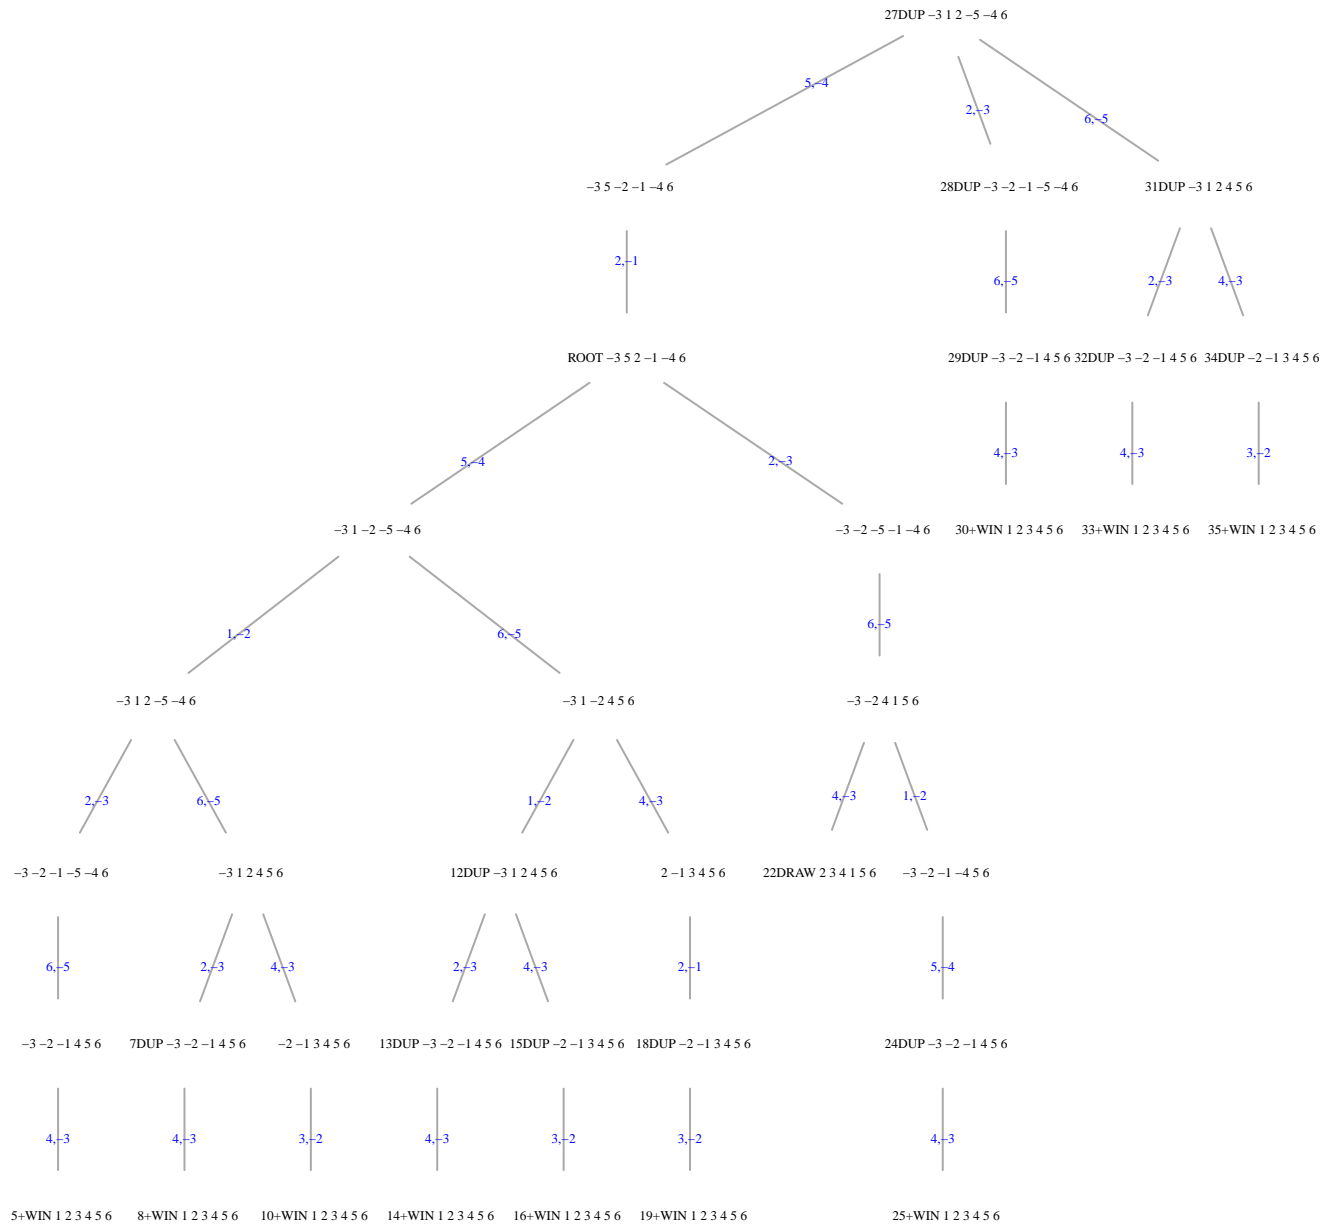 27DUP −3 1 2 −5 −4 6
5,−4
2,−3
6,−5
−3 5 −2 −1 −4 6
28DUP −3 −2 −1 −5 −4 6
31DUP −3 1 2 4 5 6
2,−1
6,−5
2,−3
4,−3
ROOT −3 5 2 −1 −4 6
29DUP −3 −2 −1 4 5 6
32DUP −3 −2 −1 4 5 6
34DUP −2 −1 3 4 5 6
5,−4
2,−3
4,−3
4,−3
3,−2
−3 1 −2 −5 −4 6
−3 −2 −5 −1 −4 6
30+WIN 1 2 3 4 5 6
33+WIN 1 2 3 4 5 6
35+WIN 1 2 3 4 5 6
1,−2
6,−5
6,−5
−3 1 2 −5 −4 6
−3 1 −2 4 5 6
−3 −2 4 1 5 6
2,−3
6,−5
1,−2
4,−3
4,−3
1,−2
−3 −2 −1 −5 −4 6
−3 1 2 4 5 6
12DUP −3 1 2 4 5 6
2 −1 3 4 5 6
22DRAW 2 3 4 1 5 6
−3 −2 −1 −4 5 6
6,−5
2,−3
4,−3
2,−3
4,−3
2,−1
5,−4
−3 −2 −1 4 5 6
7DUP −3 −2 −1 4 5 6
−2 −1 3 4 5 6
13DUP −3 −2 −1 4 5 6
15DUP −2 −1 3 4 5 6
18DUP −2 −1 3 4 5 6
24DUP −3 −2 −1 4 5 6
4,−3
4,−3
3,−2
4,−3
3,−2
3,−2
4,−3
5+WIN 1 2 3 4 5 6
8+WIN 1 2 3 4 5 6
10+WIN 1 2 3 4 5 6
14+WIN 1 2 3 4 5 6
16+WIN 1 2 3 4 5 6
19+WIN 1 2 3 4 5 6
25+WIN 1 2 3 4 5 6